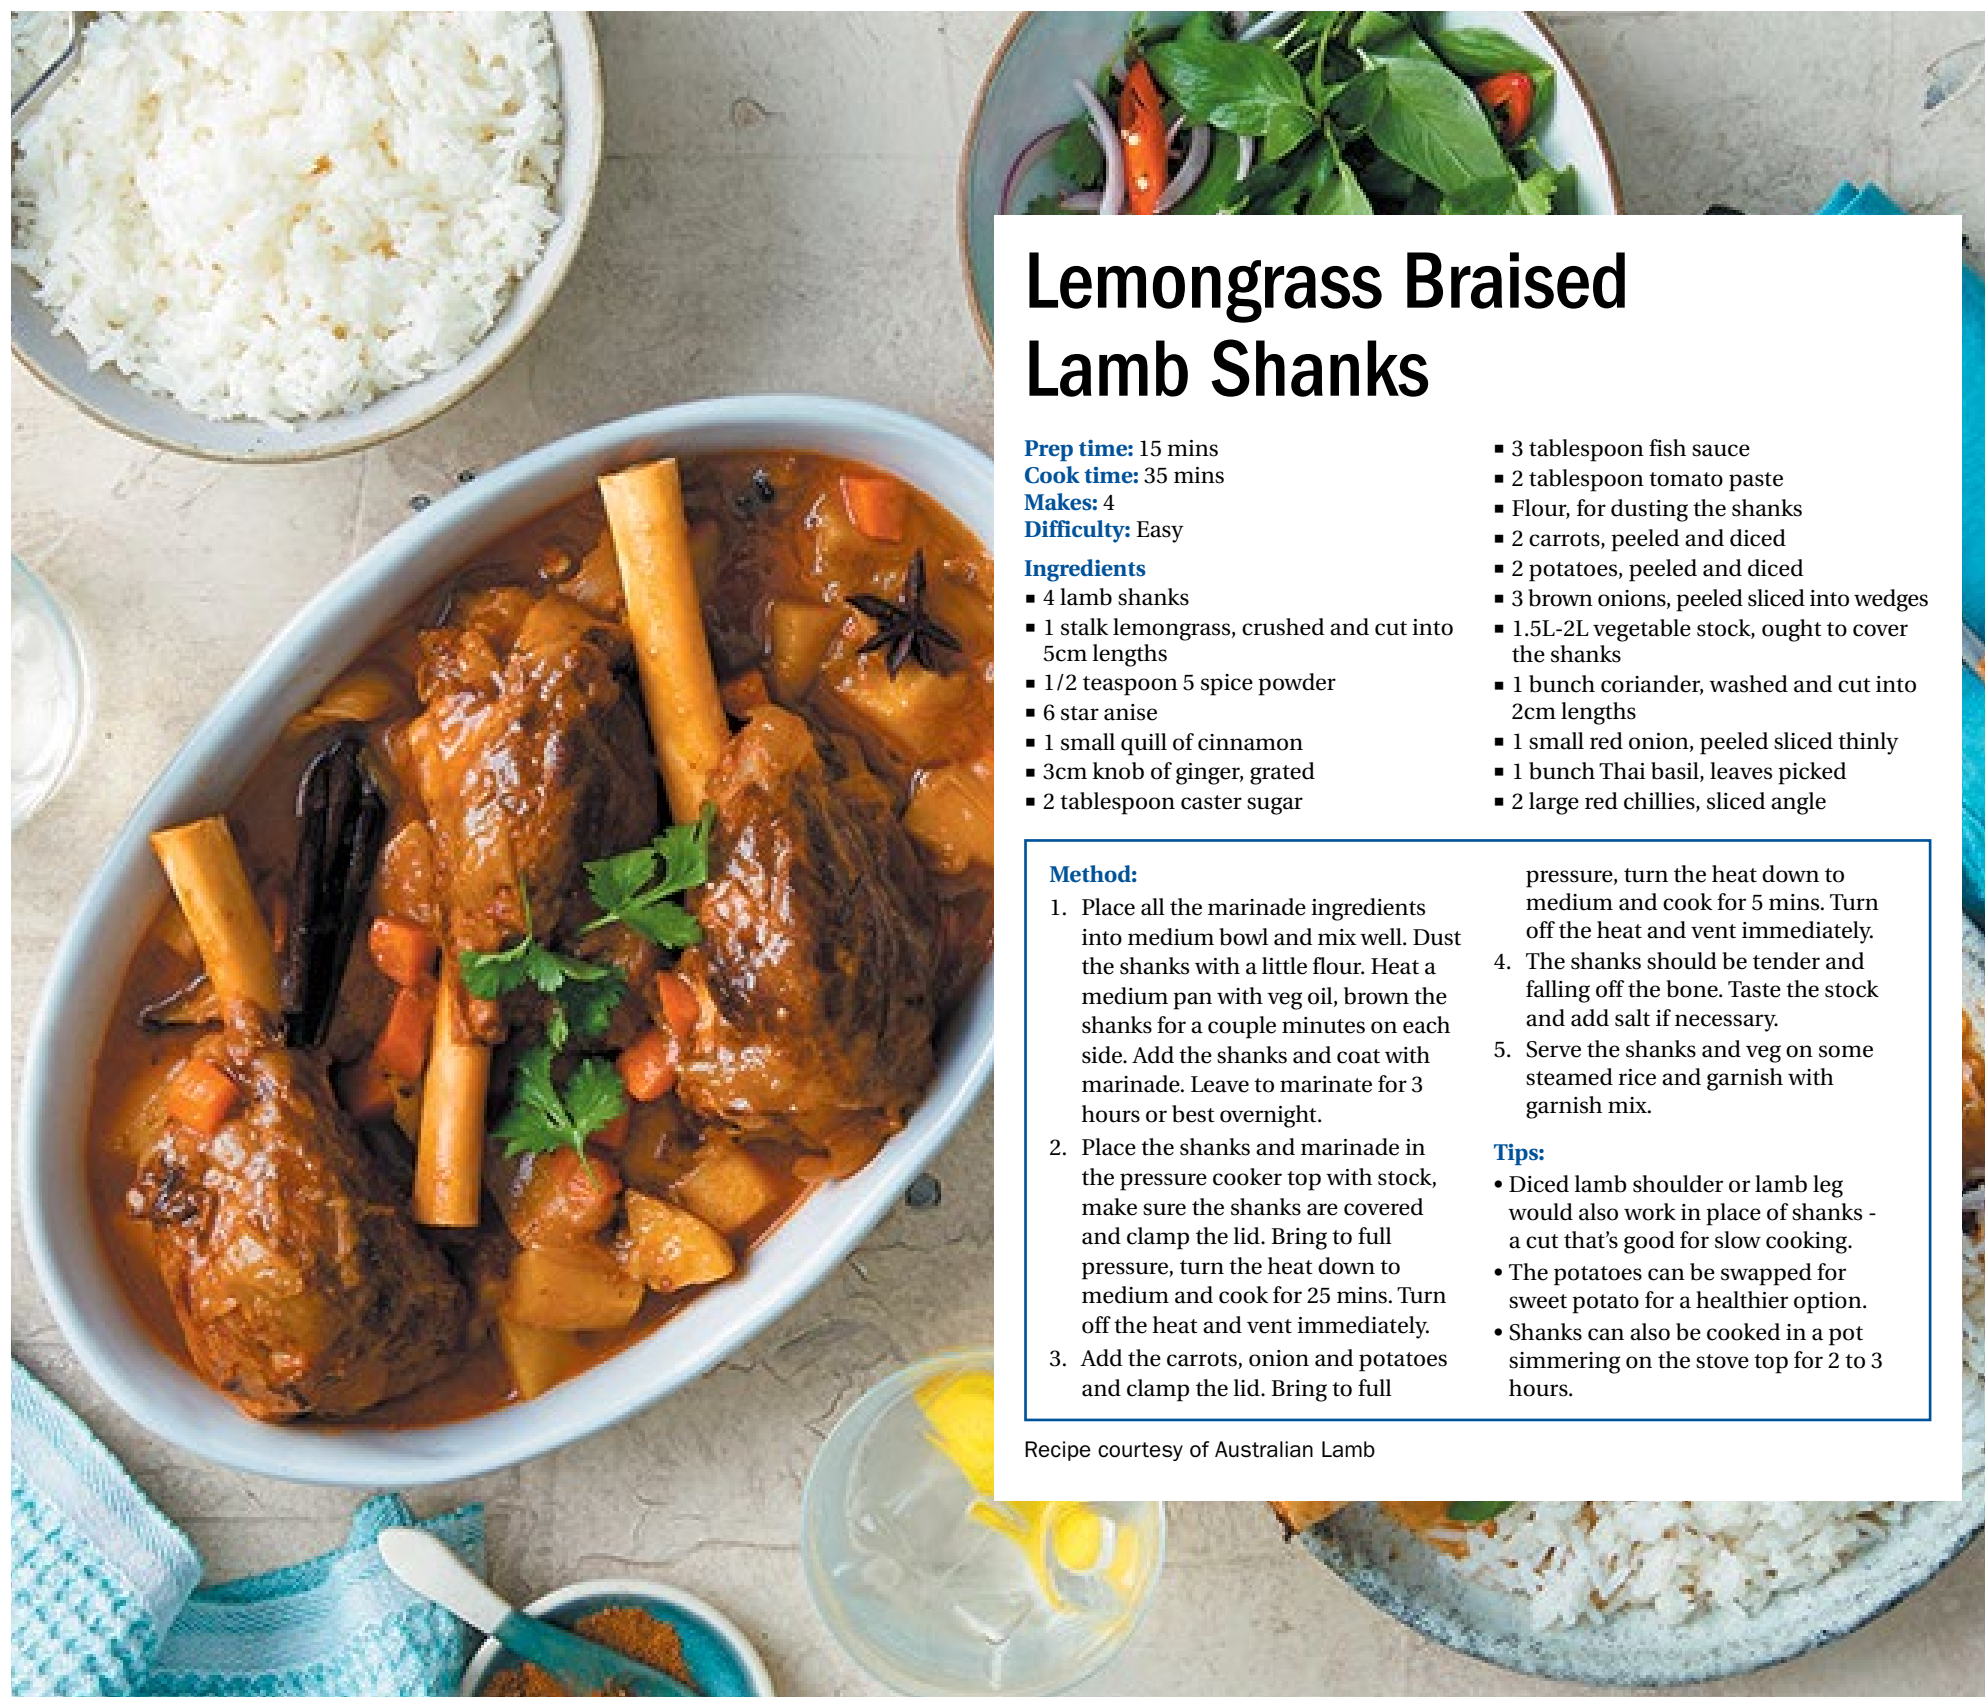 Lemongrass Braised
Lamb Shanks
Prep time: 15 mins
Cook time: 35 mins
Makes: 4
Difficulty: Easy
Ingredients
▪ 4 lamb shanks
▪ 1 stalk lemongrass, crushed and cut into
5cm lengths
▪ 1/2 teaspoon 5 spice powder
▪ 6 star anise
▪ 1 small quill of cinnamon
▪ 3cm knob of ginger, grated
▪ 2 tablespoon caster sugar
▪ 3 tablespoon fish sauce
▪ 2 tablespoon tomato paste
▪ Flour, for dusting the shanks
▪ 2 carrots, peeled and diced
▪ 2 potatoes, peeled and diced
▪ 3 brown onions, peeled sliced into wedges
▪ 1.5L-2L vegetable stock, ought to cover
the shanks
▪ 1 bunch coriander, washed and cut into
2cm lengths
▪ 1 small red onion, peeled sliced thinly
▪ 1 bunch Thai basil, leaves picked
▪ 2 large red chillies, sliced angle
Method:
1. Place all the marinade ingredients
into medium bowl and mix well. Dust
the shanks with a little flour. Heat a
medium pan with veg oil, brown the
shanks for a couple minutes on each
side. Add the shanks and coat with
marinade. Leave to marinate for 3
hours or best overnight.
2. Place the shanks and marinade in
the pressure cooker top with stock,
make sure the shanks are covered
and clamp the lid. Bring to full
pressure, turn the heat down to
medium and cook for 25 mins. Turn
off the heat and vent immediately.
3. Add the carrots, onion and potatoes
and clamp the lid. Bring to full
pressure, turn the heat down to
medium and cook for 5 mins. Turn
off the heat and vent immediately.
4. The shanks should be tender and
falling off the bone. Taste the stock
and add salt if necessary.
5. Serve the shanks and veg on some
steamed rice and garnish with
garnish mix.
Tips:
• Diced lamb shoulder or lamb leg
would also work in place of shanks -
a cut that's good for slow cooking.
• The potatoes can be swapped for
sweet potato for a healthier option.
• Shanks can also be cooked in a pot
simmering on the stove top for 2 to 3
hours.
Recipe courtesy of Australian Lamb